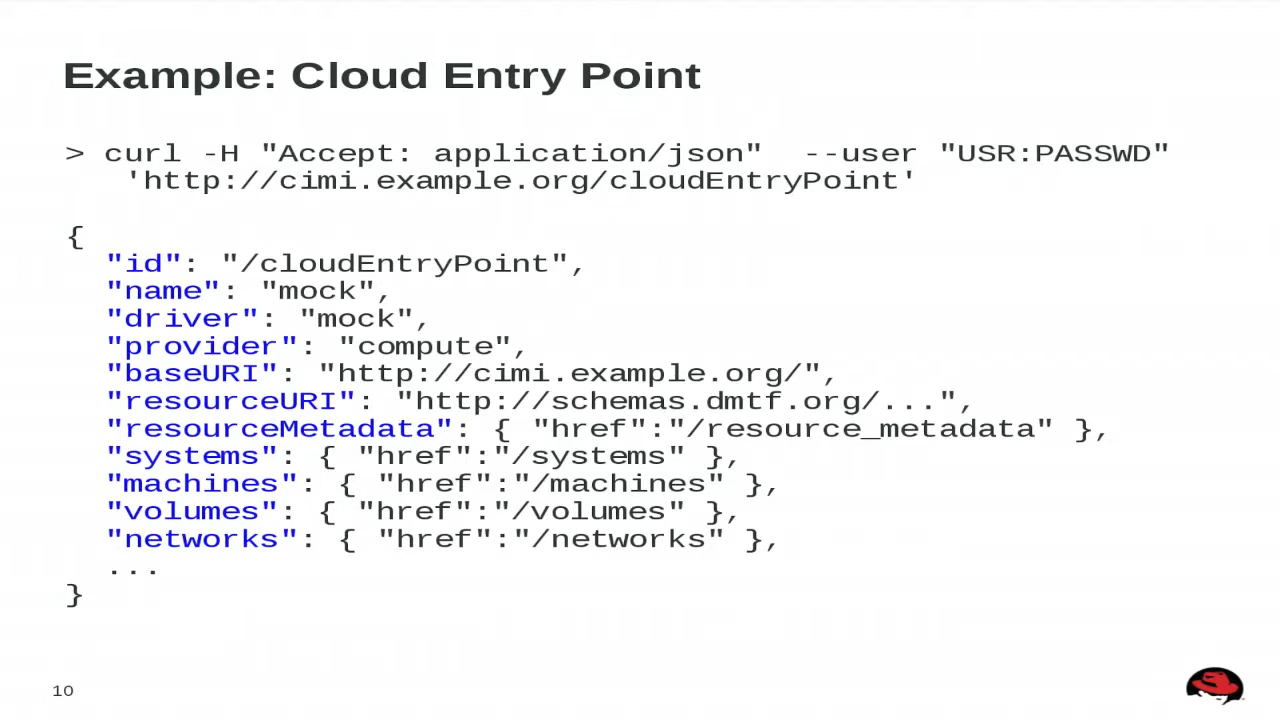 Example: Cloud Entry Point
> curl -H "Accept: application/json"  --user "USR:PASSWD"
'http://cimi.example.org/cloudEntryPoint'
{
"id": "/cloudEntryPoint",
"name": "mock",
"driver": "mock",
"provider": "compute",
"baseURI": "http://cimi.example.org/",
"resourceURI": "http://schemas.dmtf.org/...",
"resourceMetadata": { "href":"/resource_metadata" },
"systems": { "href":"/systems" },
"machines": { "href":"/machines" },
"volumes": { "href":"/volumes" },
"networks": { "href":"/networks" },
...
}
10